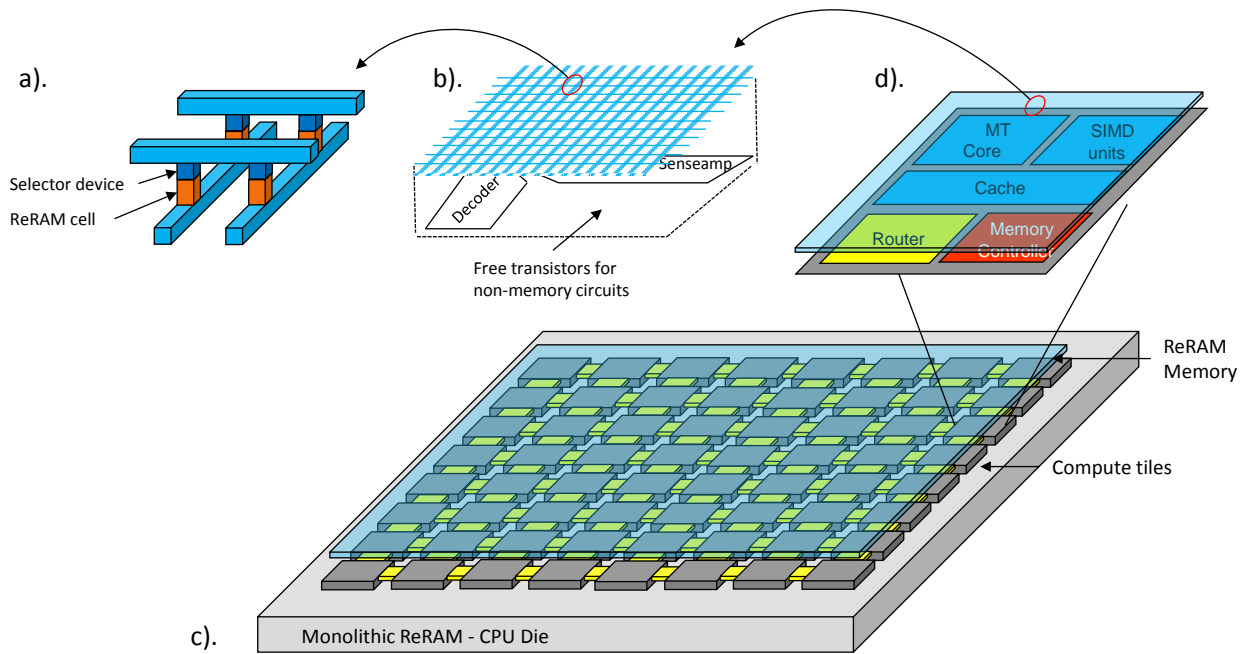 a).
b).
d).
MT
Core
SIMD
units
Cache
Router
Memory
Controller
Selector device
ReRAM cell
Senseamp
Decoder
Free transistors for
non-memory circuits
ReRAM
Memory
Compute tiles
c).
Monolithic ReRAM - CPU Die